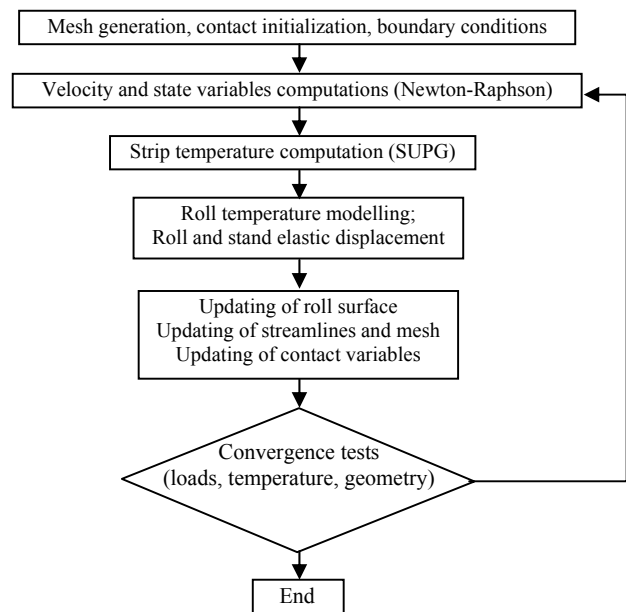 Mesh generation, contact initialization, boundary conditions
Velocity and state variables computations (Newton-Raphson)
Strip temperature computation (SUPG)
Roll temperature modelling;
Roll and stand elastic displacement
Updating of roll surface
Updating of streamlines and mesh
Updating of contact variables
Convergence tests
(loads, temperature, geometry)
End